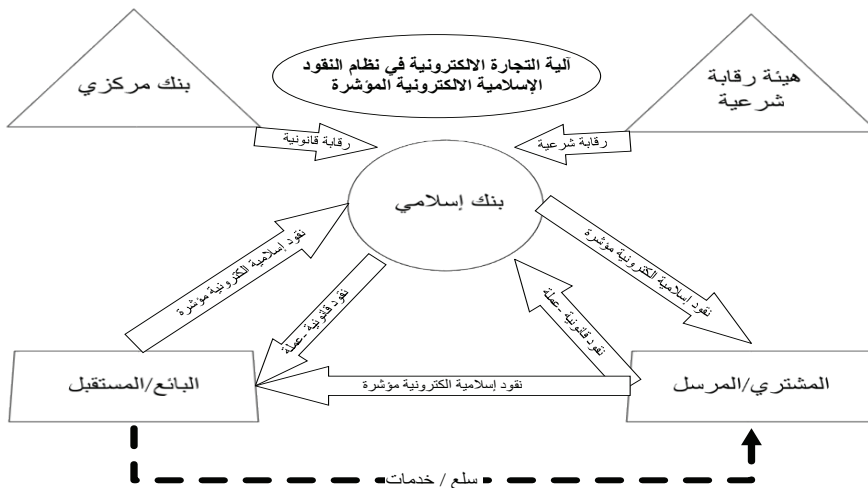 آلية التجارة الالكترونية في نظام النقود
الإسلامية الالكترونية المؤشرة
هيئة رقابة
شرعية
بنك مركزي
رقابة شرعية
رقابة قانونية
بنك إسلامي
نقود إسلامية الكترونية مؤشرة
نقود إسلامية الكترونية مؤشرة
نقود قانونية -عملة
نقود قانونية -عملة
المشتري/المرسل
نقود إسلامية الكترونية مؤشرة
البائع/المستقبل
سلع / خدمات